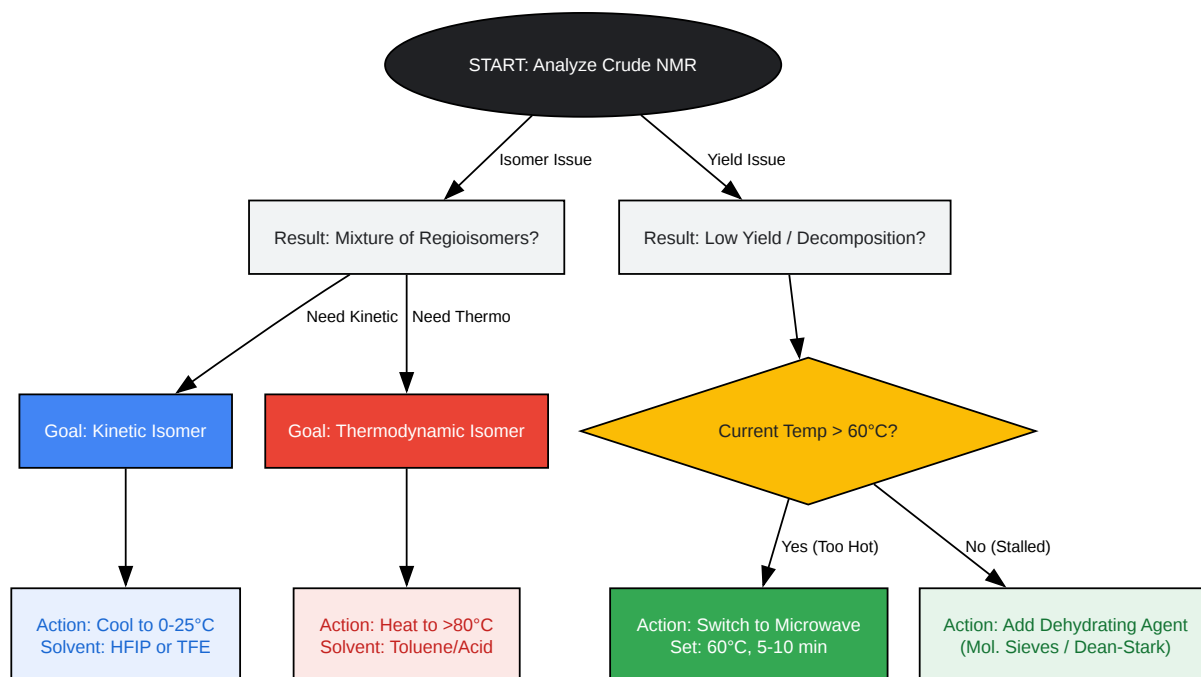 START: Analyze Crude NMR
Isomer Issue
Yield Issue
Result: Mixture of Regioisomers?
Result: Low Yield / Decomposition?
Need Kinetic
Need Thermo
Goal: Kinetic Isomer
Goal: Thermodynamic Isomer
Current Temp > 60°C?
Yes (Too Hot)
No (Stalled)
Action: Cool to 0-25°C
Solvent: HFIP or TFE
Action: Heat to >80°C
Solvent: Toluene/Acid
Action: Switch to Microwave
Set: 60°C, 5-10 min
Action: Add Dehydrating Agent
(Mol. Sieves / Dean-Stark)